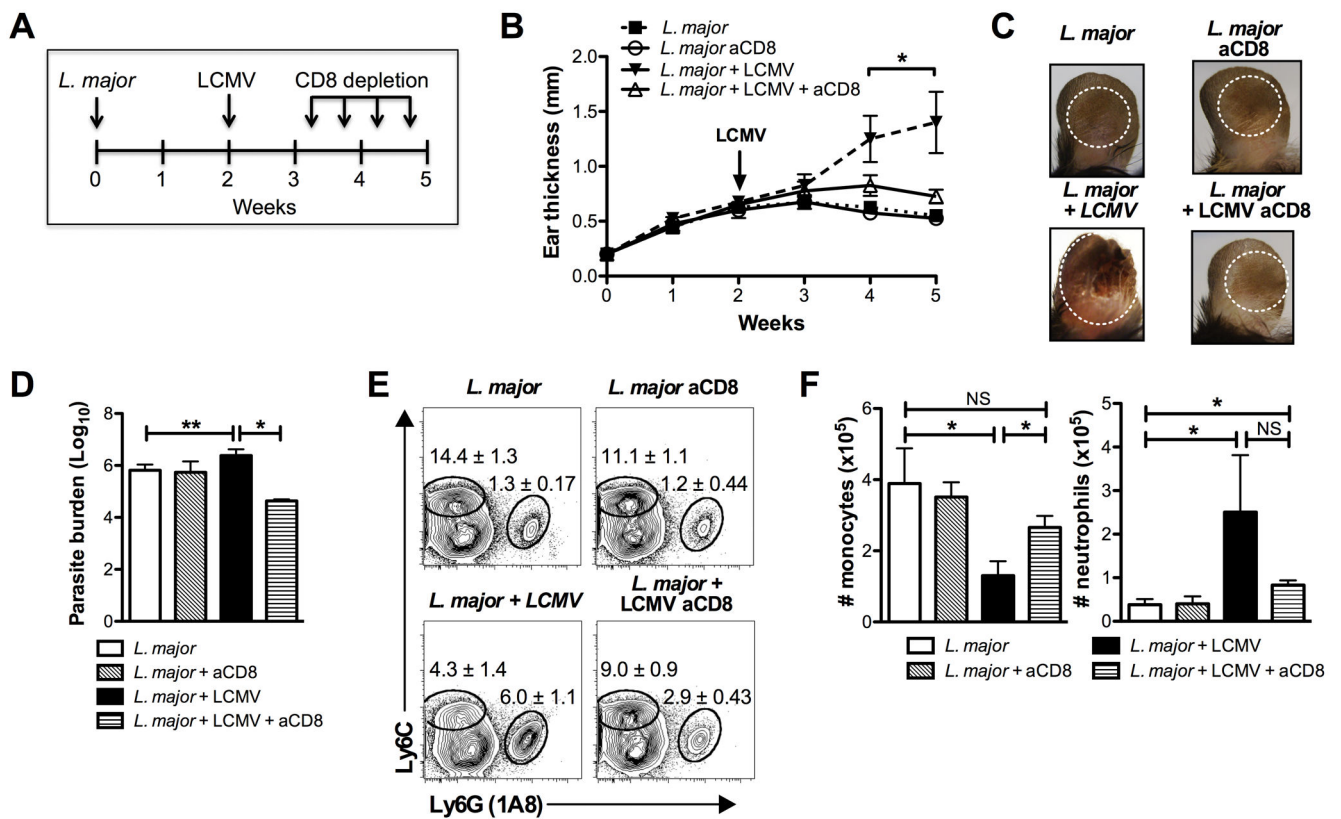 A
L. major
LCMV
CD8 depletion
0 1 2 3 4 5
Weeks
B
L. major
L. major aCD8
L. major + LCMV
L. major + LCMV + aCD8
*
LCMV
Ear thickness (mm)
2.0
1.5
1.0
0.5
0.0
0 1 2 3 4 5
Weeks
C
L. major
L. major
aCD8
L. major
+ LCMV
L. major
+ LCMV aCD8
D
Parasite burden (Log10)
8
6
4
2
0
** *
L. major
L. major + aCD8
L. major + LCMV
L. major + LCMV + aCD8
E
L. major
L. major aCD8
14.4 ± 1.3
1.3 ± 0.17
11.1 ± 1.1
1.2 ± 0.44
L. major + LCMV
L. major +
LCMV aCD8
4.3 ± 1.4
6.0 ± 1.1
9.0 ± 0.9
2.9 ± 0.43
Ly6C
Ly6G (1A8)
F
# monocytes (x10⁵)
6
4
2
0
NS
* *
# neutrophils (x10⁵)
5
4
3
2
1
0
*
* NS
L. major
L. major + aCD8
L. major + LCMV
L. major + LCMV + aCD8